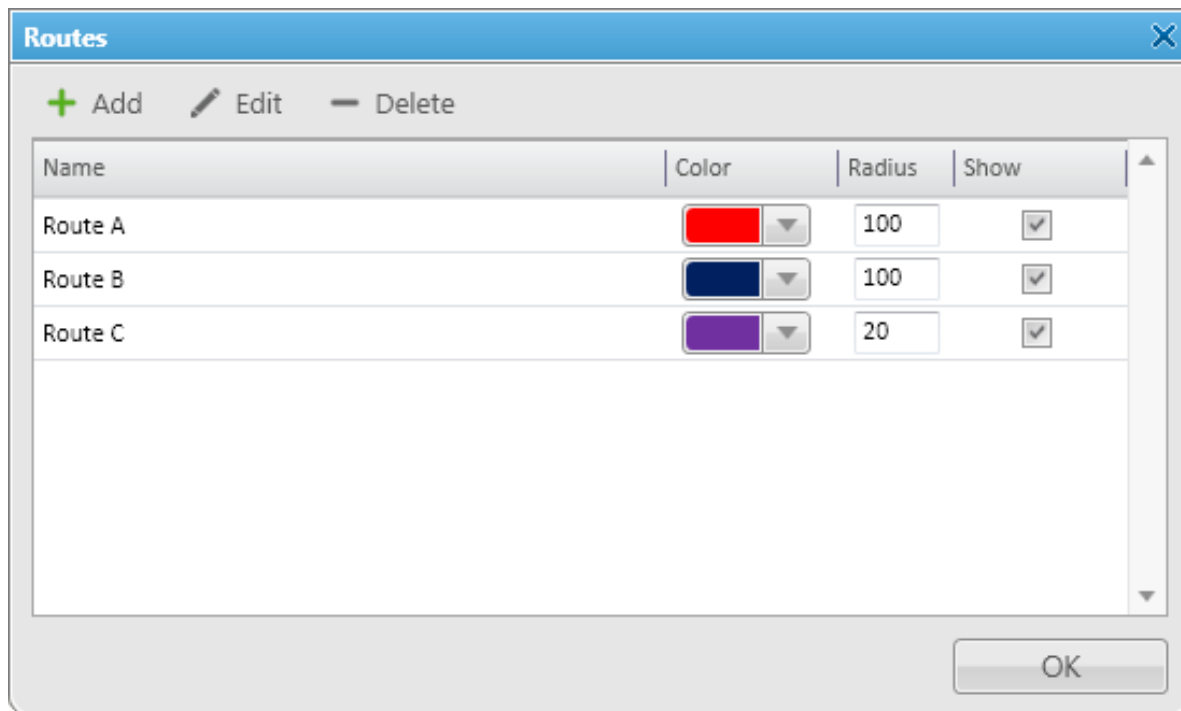 Routes
Add Edit Delete
Name Color Radius Show
Route A 100
Route B 100
Route C 20
OK